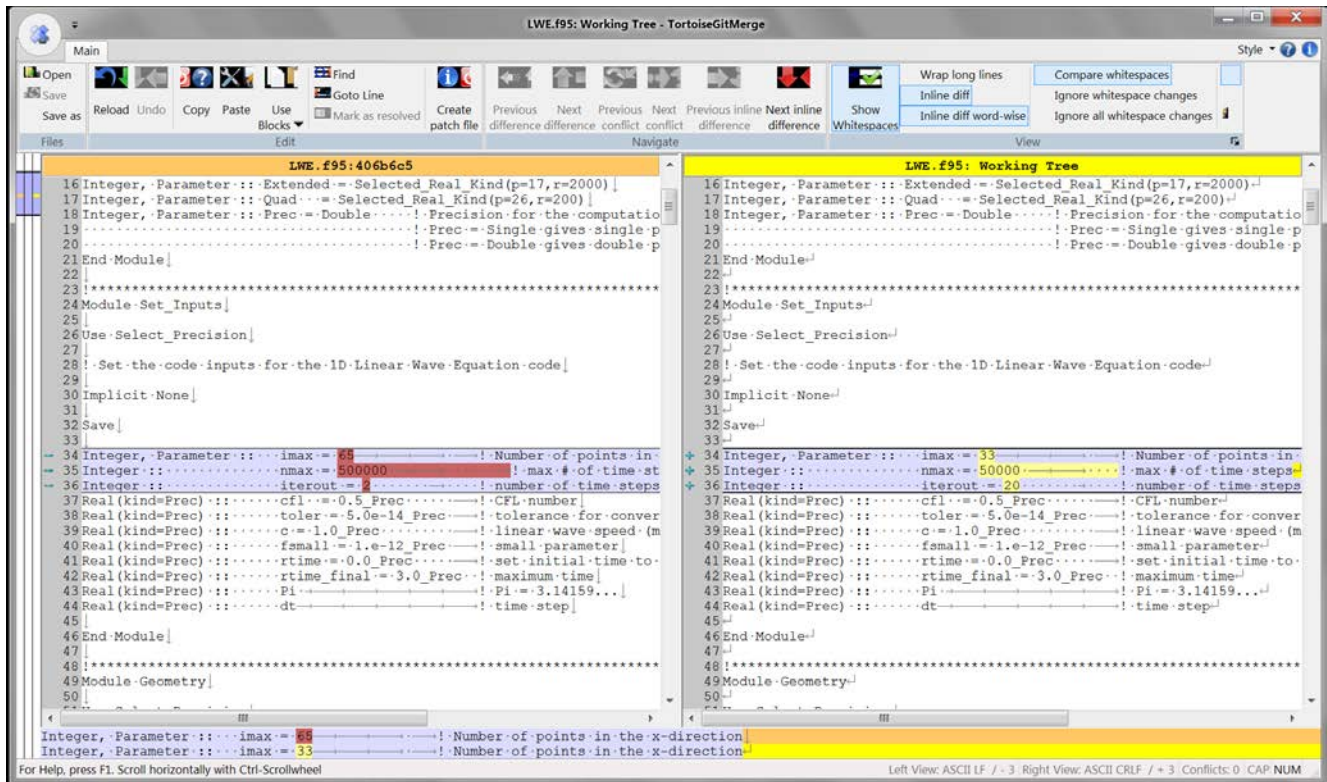 LWE.f95: Working Tree - TortoiseGitMerge
Main
Style
Open
Save
Save as
Reload
Undo
Copy
Paste
Use Blocks
Find
Goto Line
Mark as resolved
Create patch file
Previous difference
Next difference
Previous conflict
Next conflict
Previous inline difference
Next inline difference
Show Whitespaces
Wrap long lines
Inline diff
Inline diff word-wise
Compare whitespaces
Ignore whitespace changes
Ignore all whitespace changes
Files
Edit
Navigate
View
LWE.f95:406b6c5
16 Integer, Parameter :: Extended = Selected_Real_Kind(p=17,r=2000)
17 Integer, Parameter :: Quad = Selected_Real_Kind(p=26,r=200)
18 Integer, Parameter :: Prec = Double ! Precision for the computatio
19 ! Prec = Single gives single p
20 ! Prec = Double gives double p
21 End Module
22
23 !****************************************************************
24 Module Set_Inputs
25
26 Use Select_Precision
27
28 ! Set the code inputs for the 1D Linear Wave Equation code
29
30 Implicit None
31
32 Save
33
34 Integer, Parameter :: imax = 65 ! Number of points in
35 Integer :: nmax = 500000 ! max # of time st
36 Integer :: iterout = 2 ! number of time steps
37 Real(kind=Prec) :: cfl = 0.5_Prec ! CFL number
38 Real(kind=Prec) :: toler = 5.0e-14_Prec ! tolerance for conver
39 Real(kind=Prec) :: c = 1.0_Prec ! linear wave speed (m
40 Real(kind=Prec) :: fsmall = 1.e-12_Prec ! small parameter
41 Real(kind=Prec) :: rtime = 0.0_Prec ! set initial time to
42 Real(kind=Prec) :: rtime_final = 3.0_Prec ! maximum time
43 Real(kind=Prec) :: Pi ! Pi = 3.14159...
44 Real(kind=Prec) :: dt ! time step
45
46 End Module
47
48 !****************************************************************
49 Module Geometry
50
LWE.f95: Working Tree
16 Integer, Parameter :: Extended = Selected_Real_Kind(p=17,r=2000)
17 Integer, Parameter :: Quad = Selected_Real_Kind(p=26,r=200)
18 Integer, Parameter :: Prec = Double ! Precision for the computatio
19 ! Prec = Single gives single p
20 ! Prec = Double gives double p
21 End Module
22
23 !****************************************************************
24 Module Set_Inputs
25
26 Use Select_Precision
27
28 ! Set the code inputs for the 1D Linear Wave Equation code
29
30 Implicit None
31
32 Save
33
34 Integer, Parameter :: imax = 33 ! Number of points in
35 Integer :: nmax = 50000 ! max # of time steps
36 Integer :: iterout = 20 ! number of time steps
37 Real(kind=Prec) :: cfl = 0.5_Prec ! CFL number
38 Real(kind=Prec) :: toler = 5.0e-14_Prec ! tolerance for conver
39 Real(kind=Prec) :: c = 1.0_Prec ! linear wave speed (m
40 Real(kind=Prec) :: fsmall = 1.e-12_Prec ! small parameter
41 Real(kind=Prec) :: rtime = 0.0_Prec ! set initial time to
42 Real(kind=Prec) :: rtime_final = 3.0_Prec ! maximum time
43 Real(kind=Prec) :: Pi ! Pi = 3.14159...
44 Real(kind=Prec) :: dt ! time step
45
46 End Module
47
48 !****************************************************************
49 Module Geometry
50
Integer, Parameter :: imax = 65 ! Number of points in the x-direction
Integer, Parameter :: imax = 33 ! Number of points in the x-direction
For Help, press F1. Scroll horizontally with Ctrl-Scrollwheel
Left View: ASCII LF / - 3
Right View: ASCII CRLF / + 3
Conflicts: 0
CAP NUM